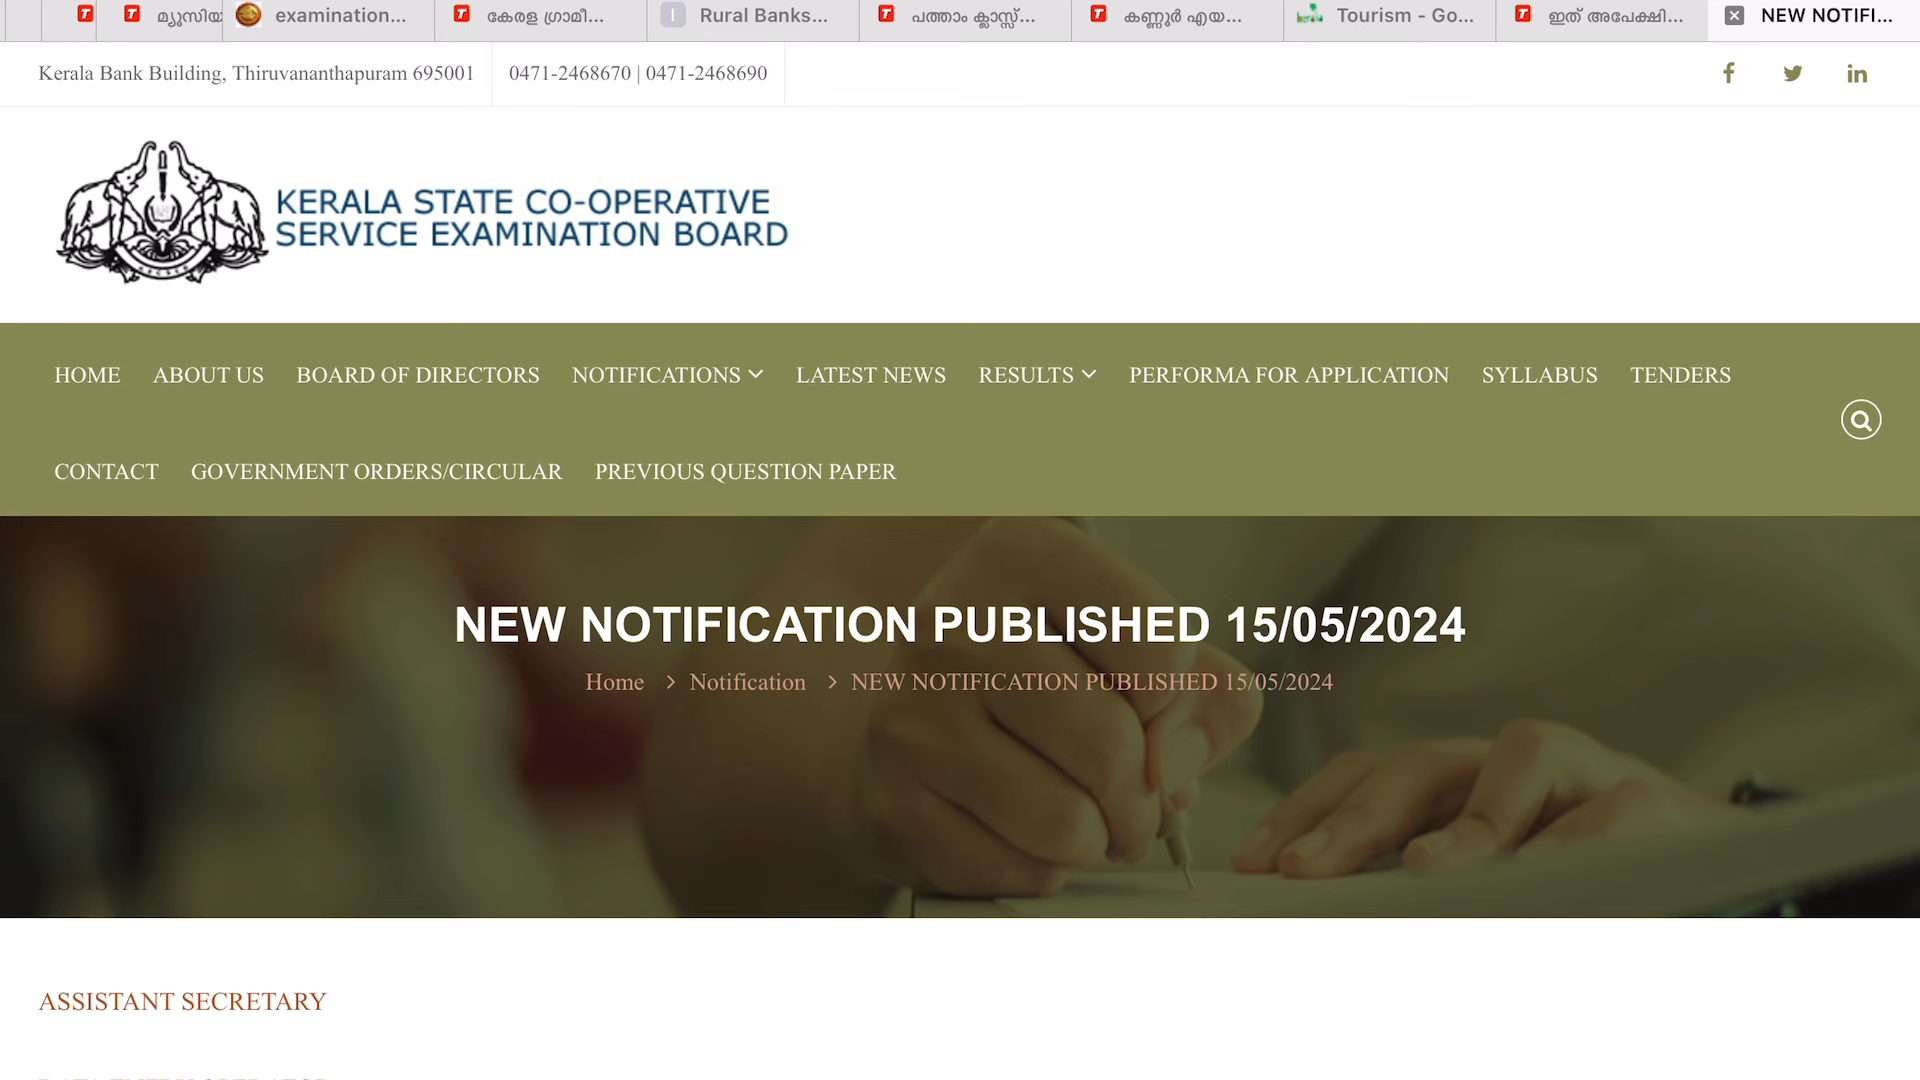 മ്യൂസിയ
examination...
കേരള ഗ്രാമീ...
Rural Banks...
പത്താം ക്ലാസ്സ്...
കണ്ണൂർ എയ...
Tourism - Go...
ഇത് അപേക്ഷി...
NEW NOTIFI...
Kerala Bank Building, Thiruvananthapuram 695001
0471-2468670 | 0471-2468690
KERALA STATE CO-OPERATIVE
SERVICE EXAMINATION BOARD
HOME ABOUT US BOARD OF DIRECTORS NOTIFICATIONS LATEST NEWS RESULTS PERFORMA FOR APPLICATION SYLLABUS TENDERS
CONTACT GOVERNMENT ORDERS/CIRCULAR PREVIOUS QUESTION PAPER
NEW NOTIFICATION PUBLISHED 15/05/2024
Home > Notification > NEW NOTIFICATION PUBLISHED 15/05/2024
ASSISTANT SECRETARY